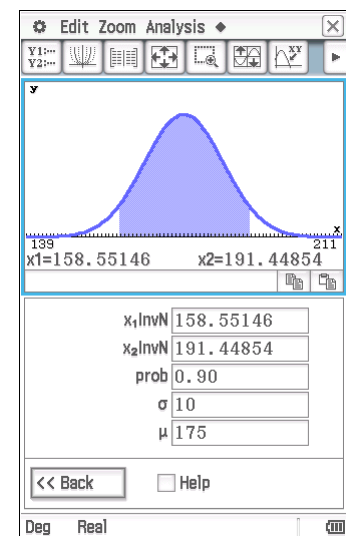 Edit Zoom Analysis
Y1:···
Y2:···
XY
y
x
139 211
x1=158.55146 x2=191.44854
x₁InvN 158.55146
x₂InvN 191.44854
prob 0.90
σ 10
μ 175
<< Back Help
Deg Real